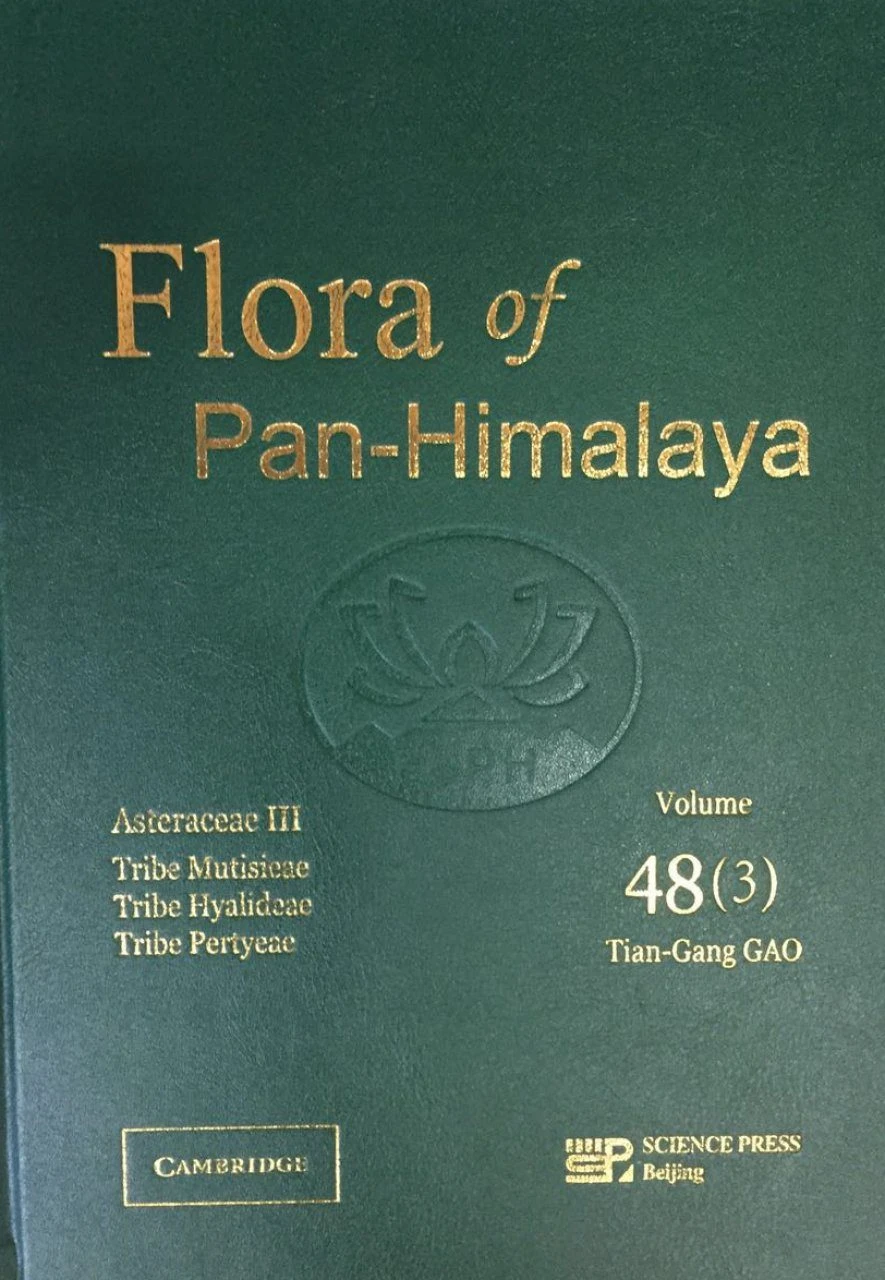 Flora of
Pan-Himalaya
PH
Asteraceae III
Tribe Mutisieae
Tribe Hyalideae
Tribe Pertyeae
Volume
48(3)
Tian-Gang GAO
CAMBRIDGE
SCIENCE PRESS
Beijing